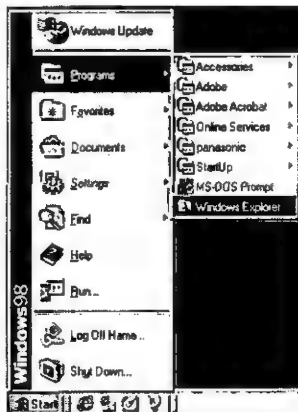 Windows Update
Programs
Favorites
Documents
Settings
Find
Help
Run...
Log Off Hame...
Shut Down...
Windows98
Start
Accessories
Adobe
Adobe Acrobat
Online Services
panasonic
StartUp
MS-DOS Prompt
Windows Explorer